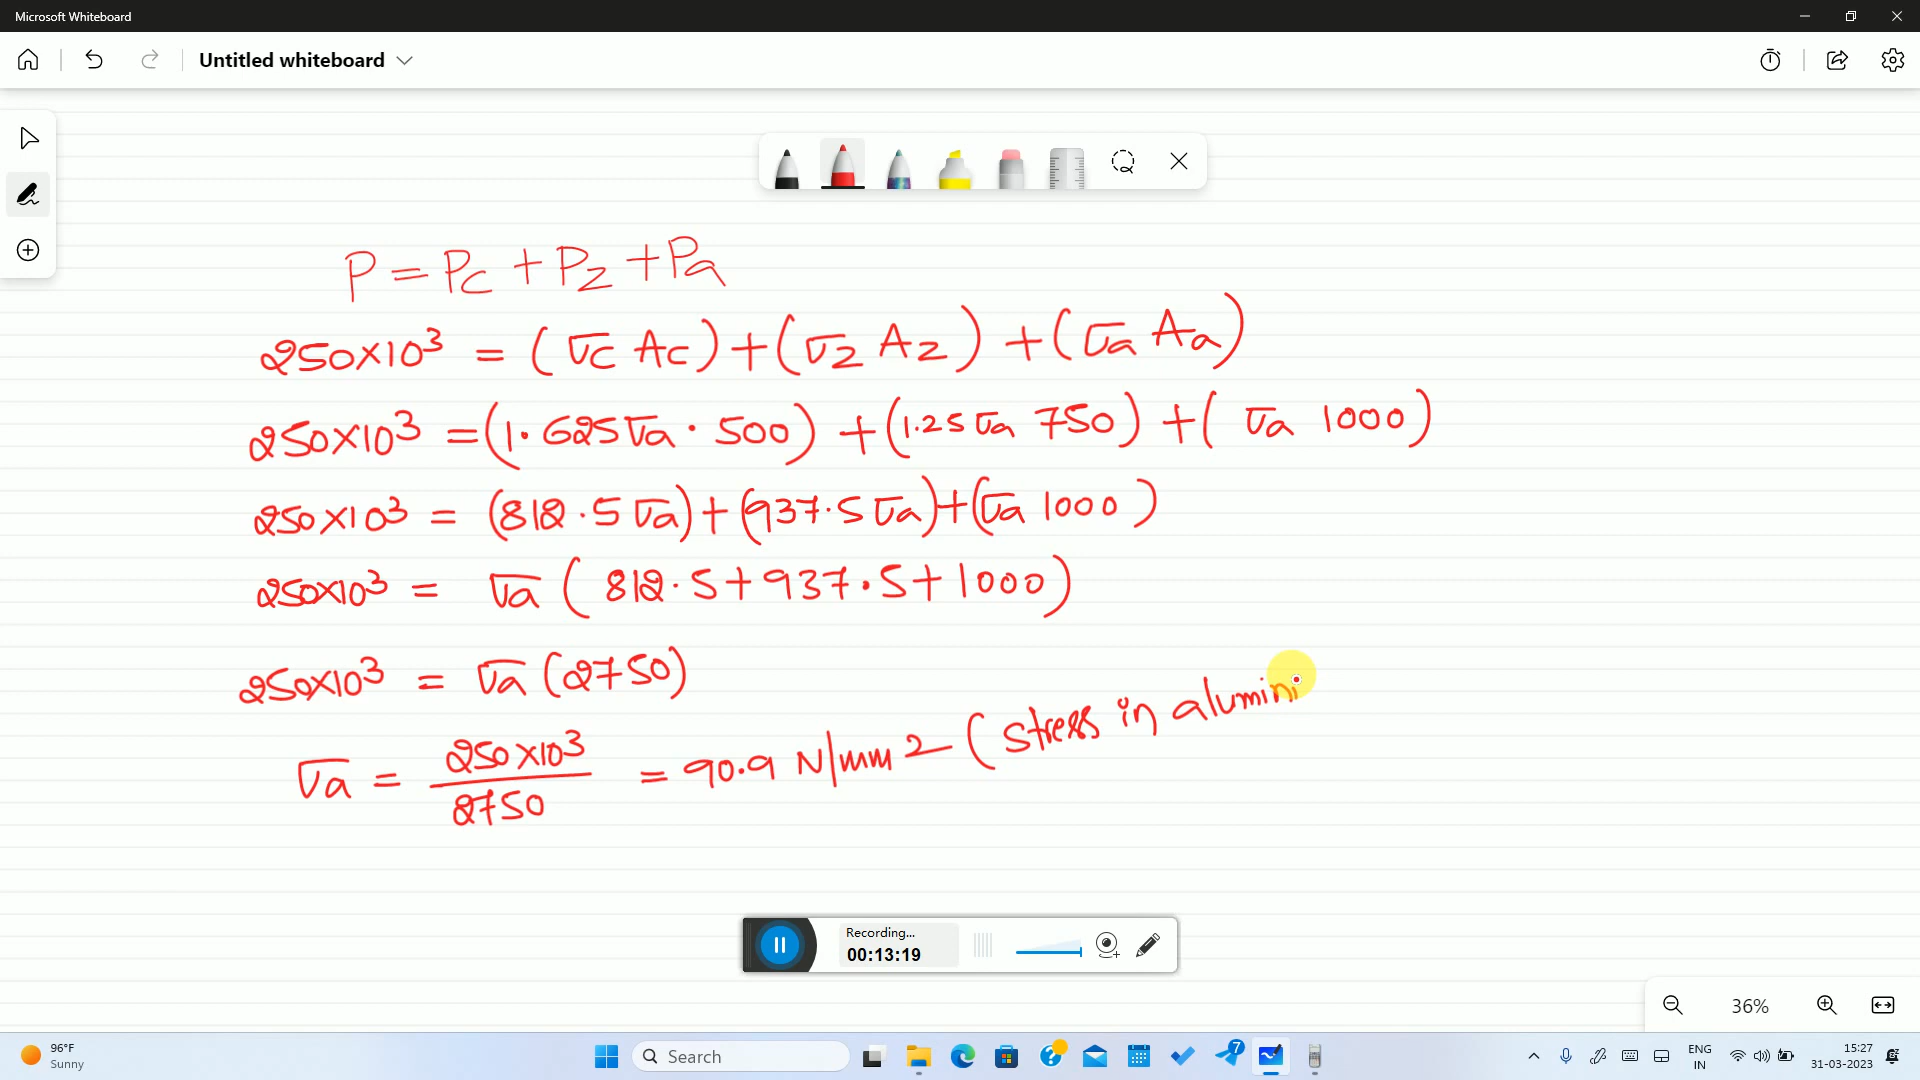 Microsoft Whiteboard
Untitled whiteboard
P = Pc + Pz + Pa
250×10³ = (σc Ac) + (σz Az) + (σa Aa)
250×10³ = (1.625σa · 500) + (1.25 σa 750) + ( σa 1000)
250×10³ = (812.5 σa) + (937.5 σa) + (σa 1000)
250×10³ = σa ( 812.5 + 937.5 + 1000)
250×10³ = σa (2750)
σa = 250×10³ / 2750 = 90.9 N/mm2 ( Stress in alumini
Recording...
00:13:19
36%
96°F
Sunny
Search
7
ENG
IN
15:27
31-03-2023